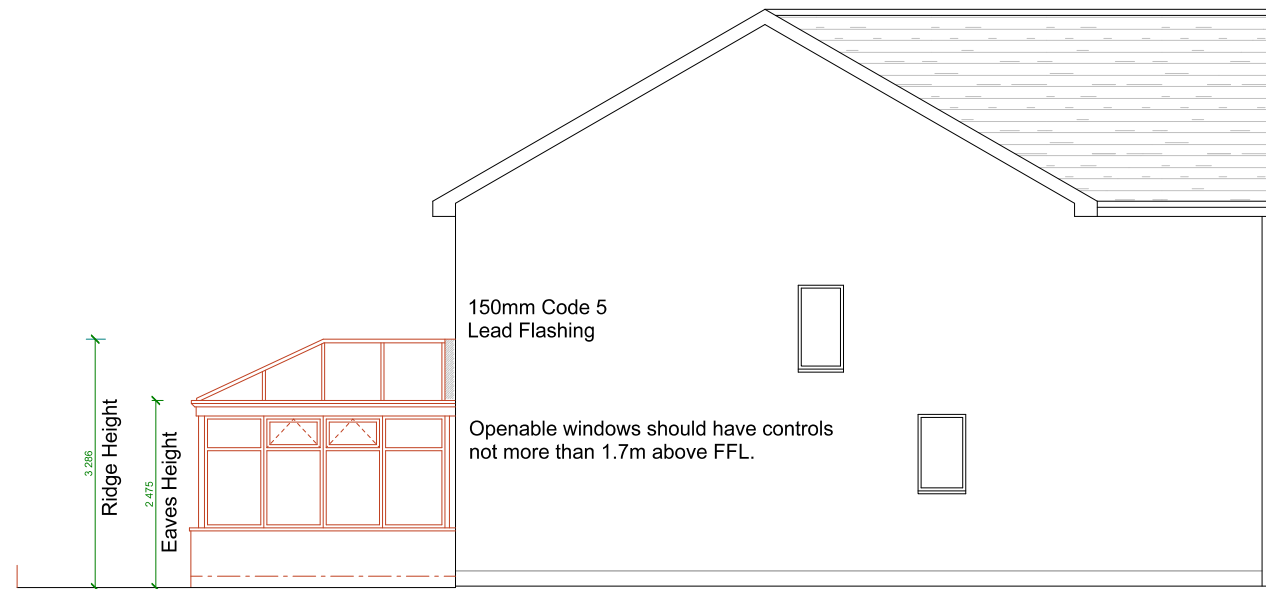 150mm Code 5
Lead Flashing
3 286
Ridge Height
2 475
Eaves Height
Openable windows should have controls
not more than 1.7m above FFL.